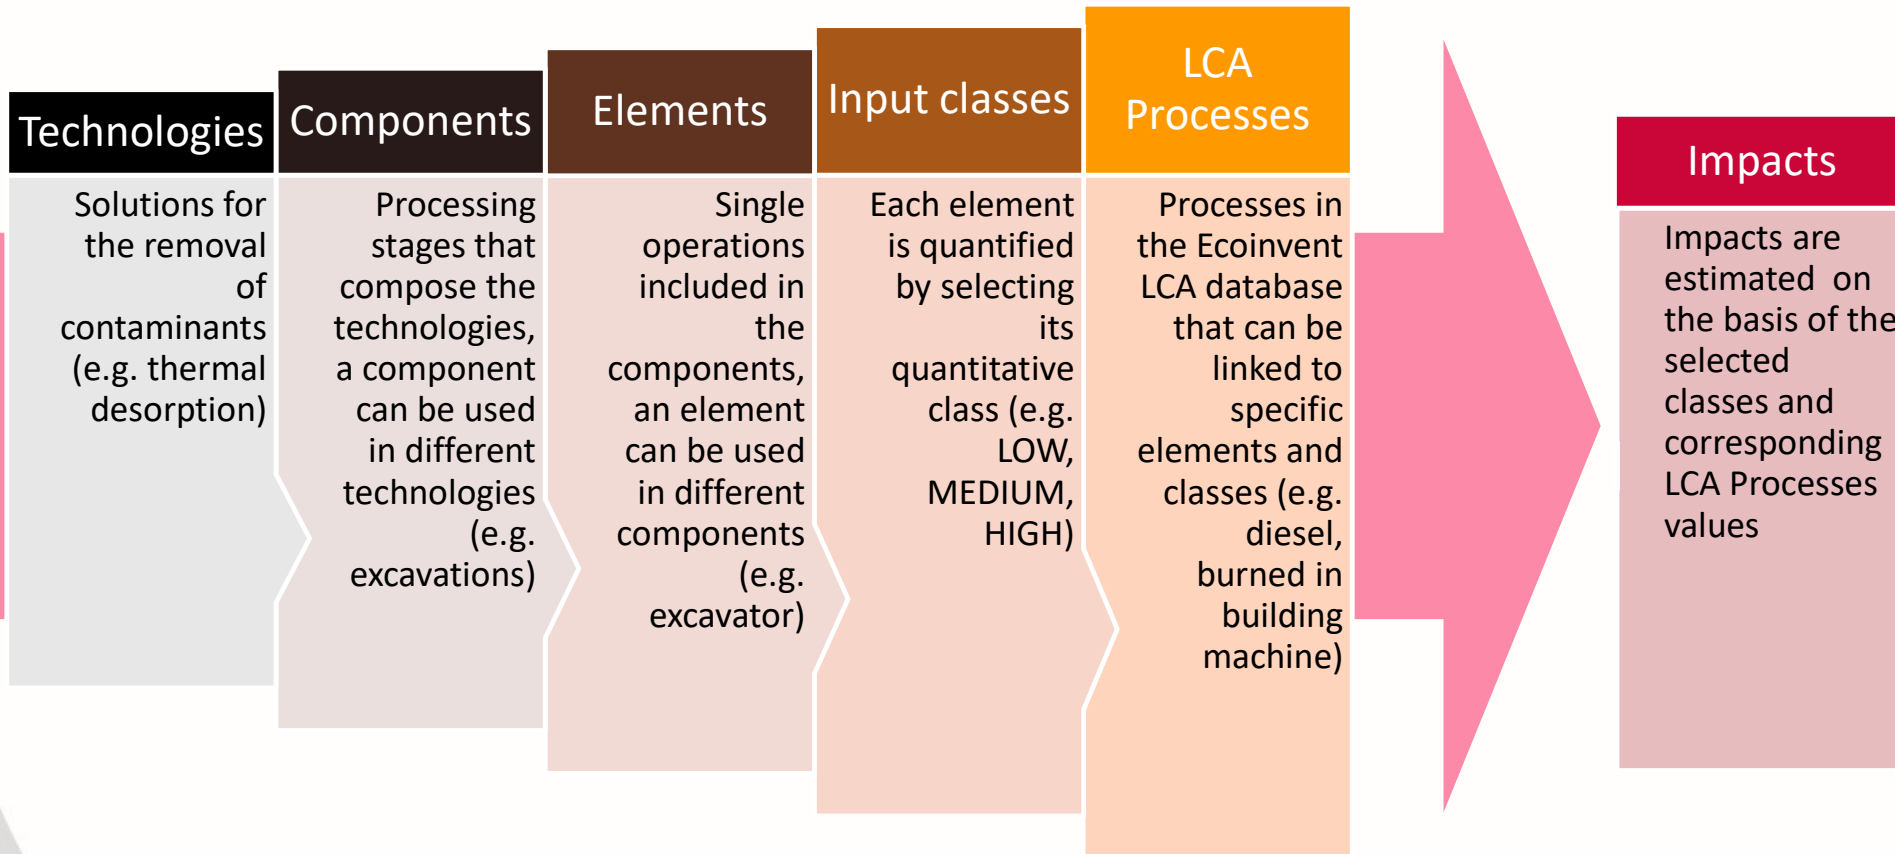 Technologies
Solutions for
the removal
of
contaminants
(e.g. thermal
desorption)
Components
Processing
stages that
compose the
technologies,
a component
can be used
in different
technologies
(e.g.
excavations)
Elements
Single
operations
included in
the
components,
an element
can be used
in different
components
(e.g.
excavator)
Input classes
Each element
is quantified
by selecting
its
quantitative
class (e.g.
LOW,
MEDIUM,
HIGH)
LCA
Processes
Processes in
the Ecoinvent
LCA database
that can be
linked to
specific
elements and
classes (e.g.
diesel,
burned in
building
machine)
Impacts
Impacts are
estimated  on
the basis of the
selected
classes and
corresponding
LCA Processes
values